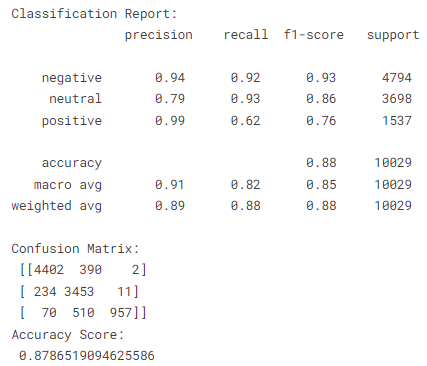 Classification Report:
precision recall f1-score support
negative 0.94 0.92 0.93 4794
neutral 0.79 0.93 0.86 3698
positive 0.99 0.62 0.76 1537
accuracy 0.88 10029
macro avg 0.91 0.82 0.85 10029
weighted avg 0.89 0.88 0.88 10029
Confusion Matrix:
[[4402 390 2]
[ 234 3453 11]
[ 70 510 957]]
Accuracy Score:
0.8786519094625586